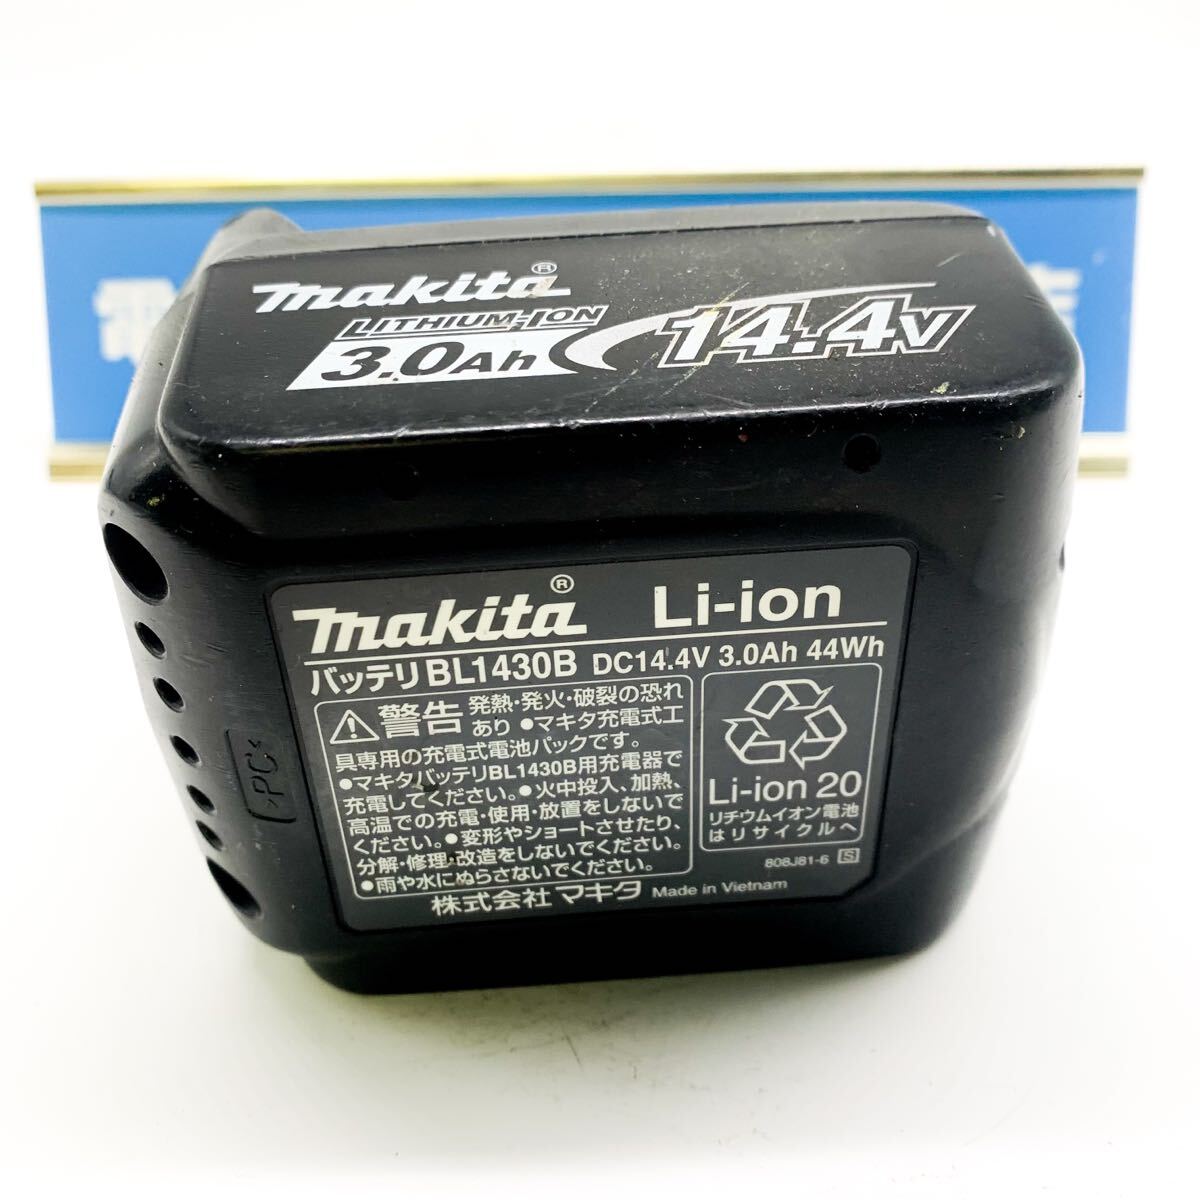 電
makita®
LITHIUM-ION
3.0Ah
14.4V
makita® Li-ion
バッテリBL1430B DC14.4V 3.0Ah 44Wh
警告 発熱・発火・破裂の恐れ
あり ●マキタ充電式工
具専用の充電式電池パックです。
●マキタバッテリBL1430B用充電器で
充電してください。●火中投入、加熱、
高温での充電・使用・放置をしないで
ください。●変形やショートさせたり、
分解・修理・改造をしないでください。
●雨や水にぬらさないでください。
Li-ion 20
リチウムイオン電池
はリサイクルへ
808J81-6 S
株式会社 マキタ Made in Vietnam
>PC<